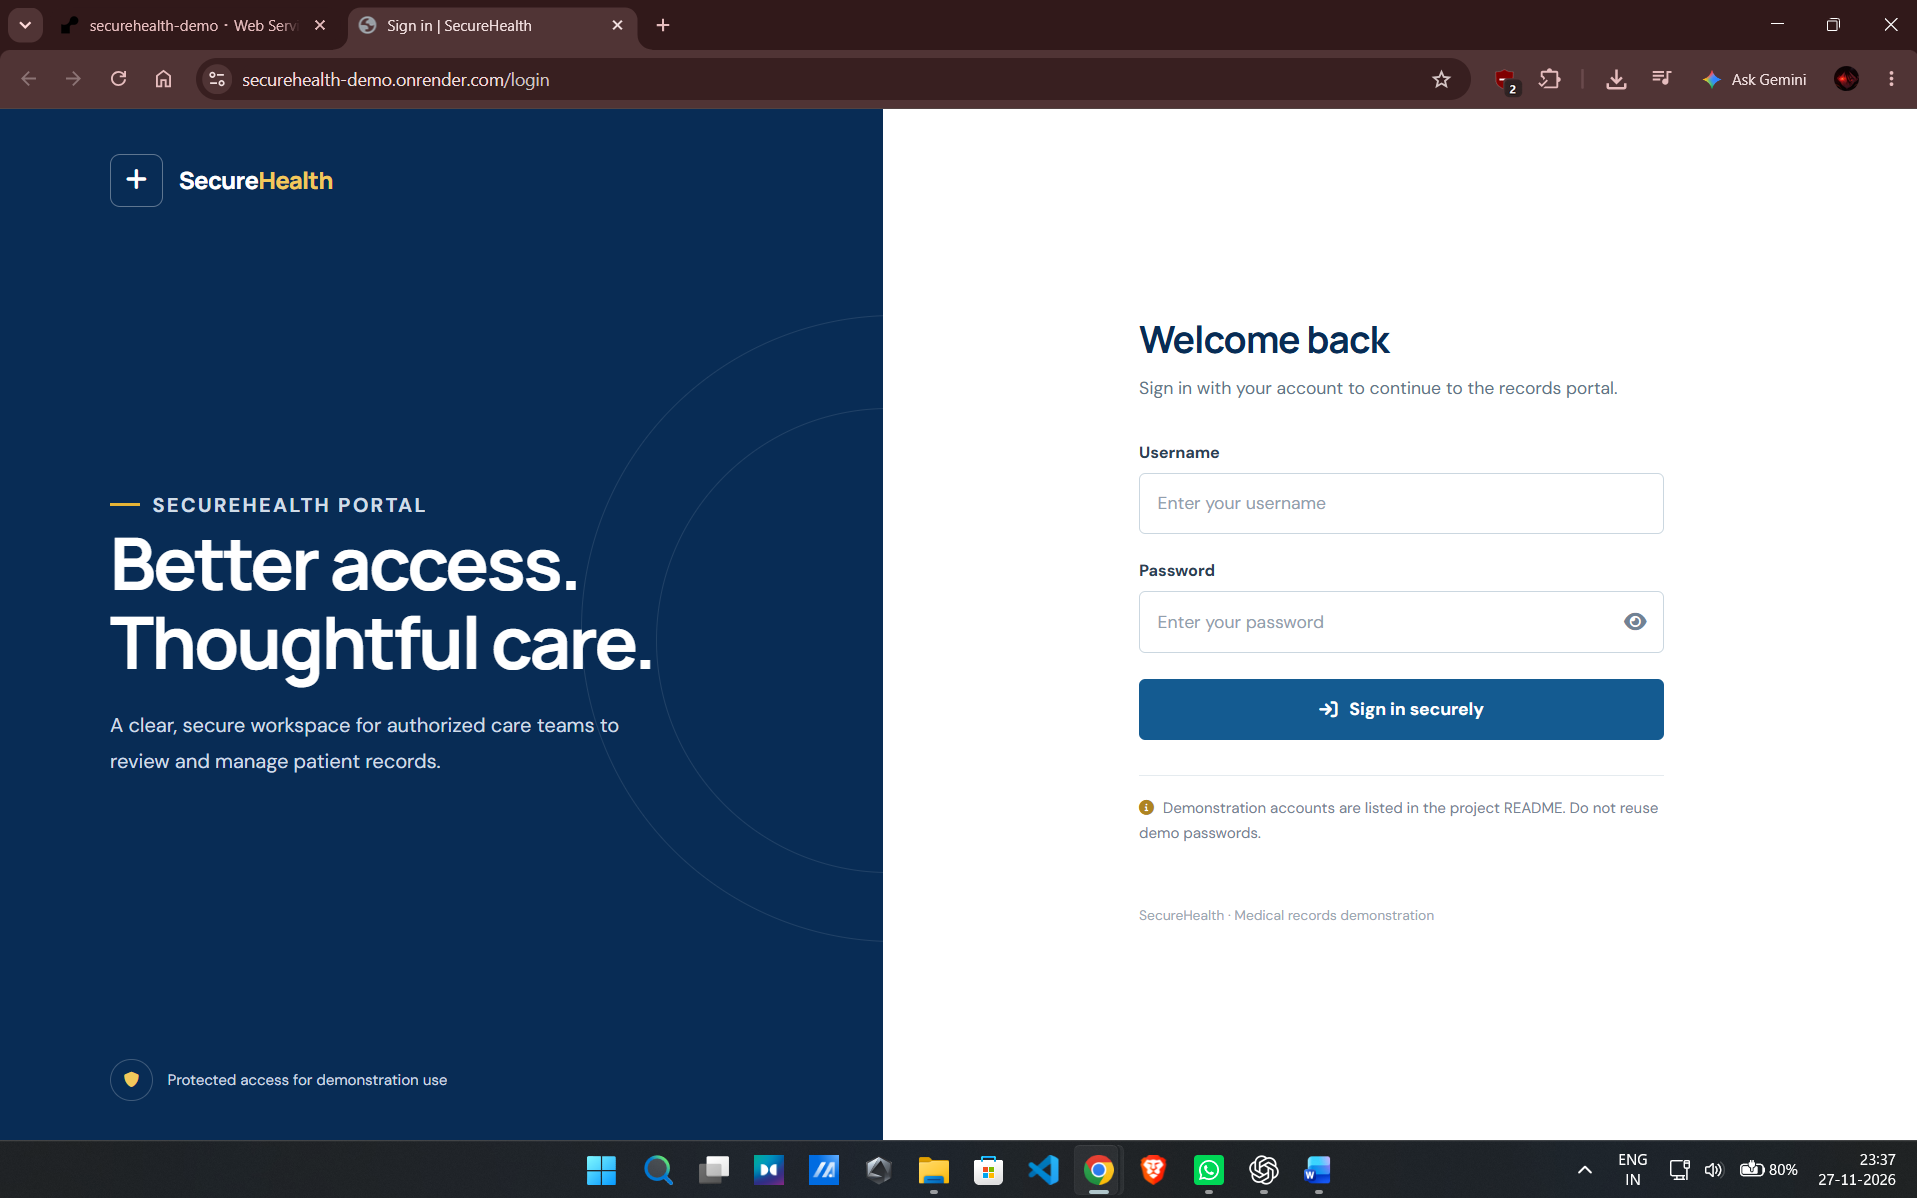 securehealth-demo · Web Servi
Sign in | SecureHealth
securehealth-demo.onrender.com/login
2
Ask Gemini
SecureHealth
SECUREHEALTH PORTAL
Better access.
Thoughtful care.
A clear, secure workspace for authorized care teams to
review and manage patient records.
Protected access for demonstration use
Welcome back
Sign in with your account to continue to the records portal.
Username
Enter your username
Password
Enter your password
Sign in securely
Demonstration accounts are listed in the project README. Do not reuse
demo passwords.
SecureHealth · Medical records demonstration
ENG
IN
80%
23:37
27-11-2026